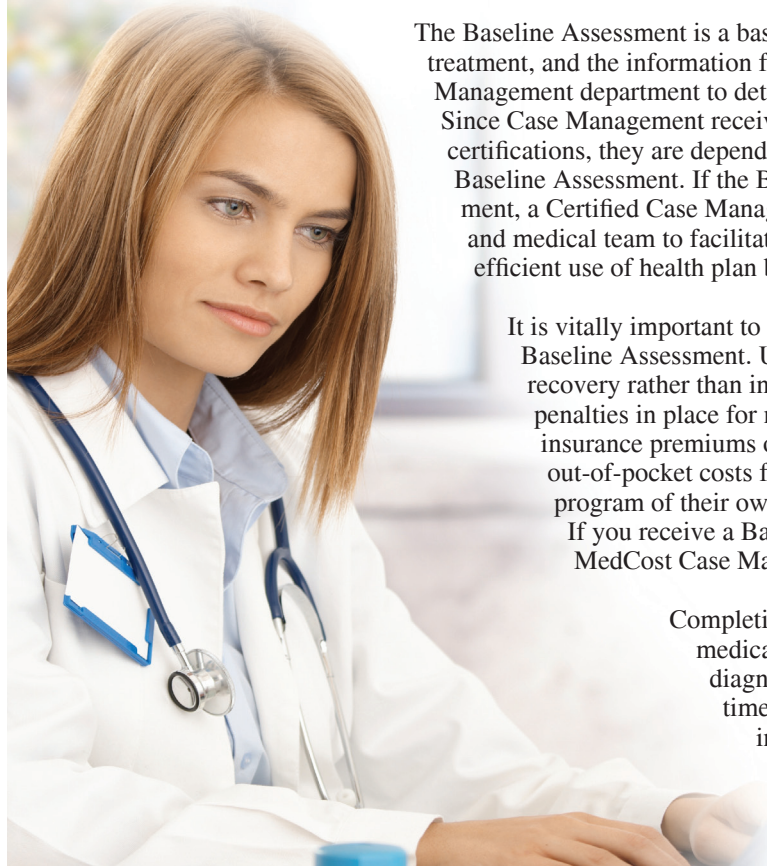 The Baseline Assessment is a bas
treatment, and the information f
Management department to det
Since Case Management receiv
certifications, they are depend
Baseline Assessment. If the B
ment, a Certified Case Manag
and medical team to facilitat
efficient use of health plan b
It is vitally important to
Baseline Assessment. U
recovery rather than in
penalties in place for r
insurance premiums o
out-of-pocket costs f
program of their ow
If you receive a Ba
MedCost Case Ma
Completi
medica
diagn
time
in